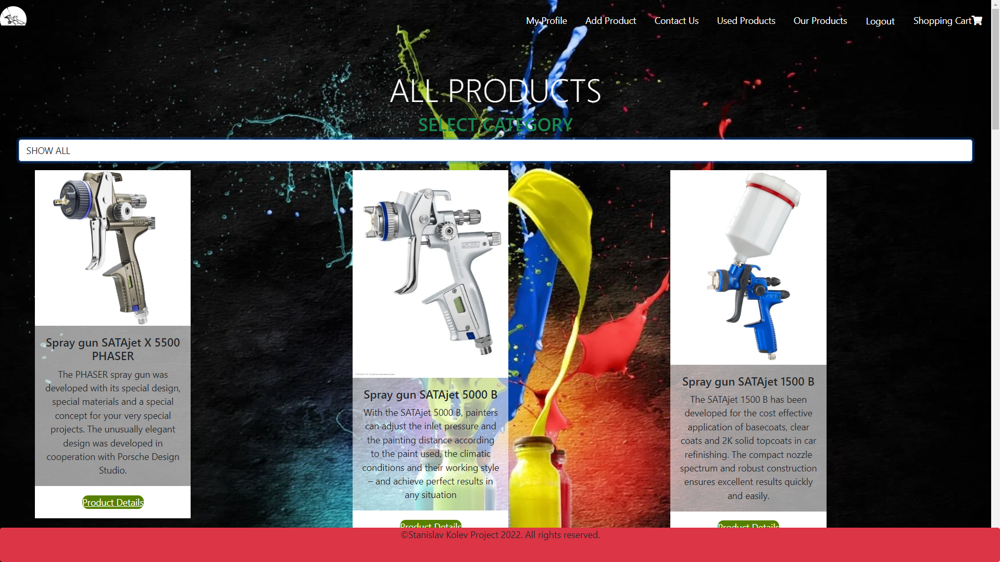 My Profile
Add Product
Contact Us
Used Products
Our Products
Logout
Shopping Cart
ALL PRODUCTS
SELECT CATEGORY
SHOW ALL
SATA
SATA
SATA
Spray gun SATAjet X 5500
PHASER
The PHASER spray gun was
developed with its special design,
special materials and a special
concept for your very special
projects. The unusually elegant
design was developed in
cooperation with Porsche Design
Studio.
Product Details
Spray gun SATAjet 5000 B
With the SATAjet 5000 B, painters
can adjust the inlet pressure and
the painting distance according
to the paint used, the climatic
conditions and their working style
– and achieve perfect results in
any situation
Product Details
Spray gun SATAjet 1500 B
The SATAjet 1500 B has been
developed for the cost effective
application of basecoats, clear
coats and 2K solid topcoats in car
refinishing. The compact nozzle
spectrum and robust construction
ensures excellent results quickly
and easily.
Product Details
©Stanislav Kolev Project 2022. All rights reserved.